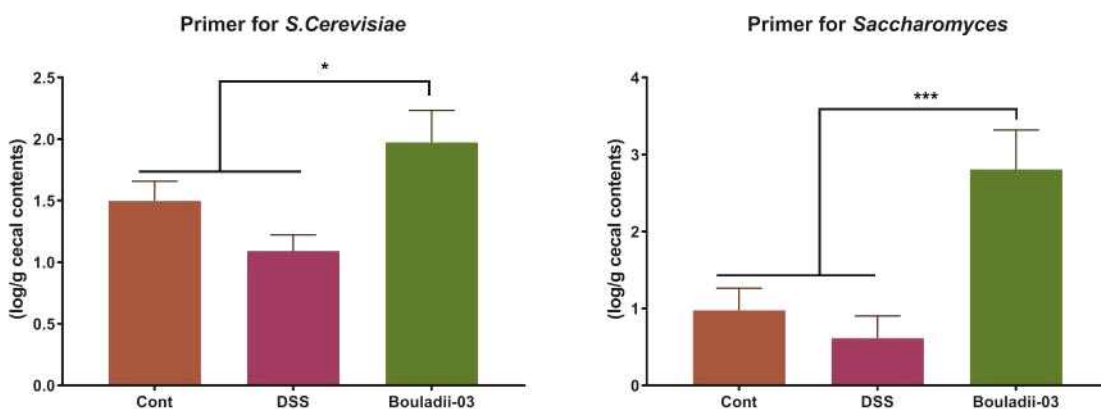 Primer for S.Cerevisiae
*
2.5
2.0
1.5
1.0
0.5
0.0
(log/g cecal contents)
Cont
DSS
Bouladii-03
Primer for Saccharomyces
***
4
3
2
1
0
(log/g cecal contents)
Cont
DSS
Bouladii-03